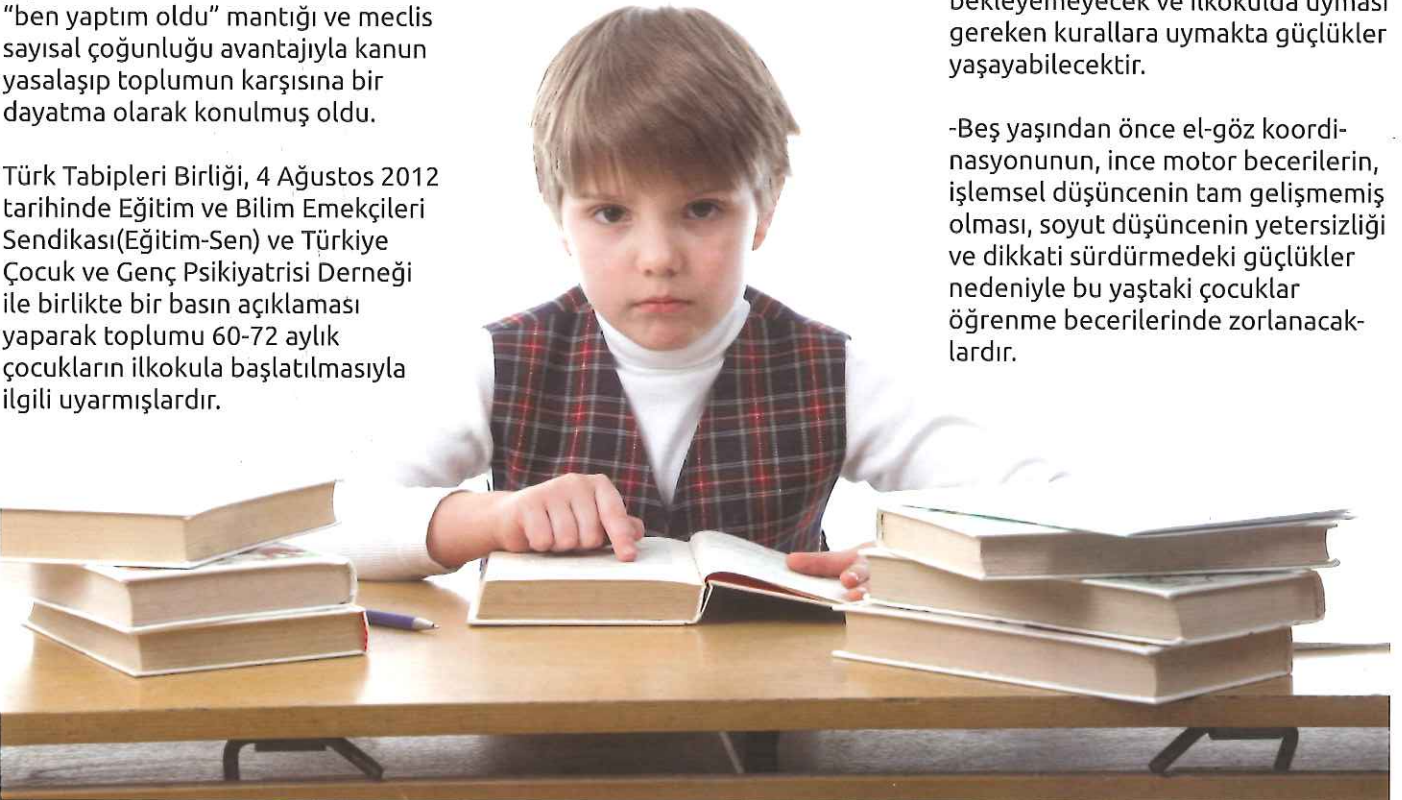 “ben yaptım oldu” mantığı ve meclis
sayısal çoğunluğu avantajıyla kanun
yasalaşıp toplumun karşısına bir
dayatma olarak konulmuş oldu.
Türk Tabipleri Birliği, 4 Ağustos 2012
tarihinde Eğitim ve Bilim Emekçileri
Sendikası(Eğitim-Sen) ve Türkiye
Çocuk ve Genç Psikiyatrisi Derneği
ile birlikte bir basın açıklaması
yaparak toplumu 60-72 aylık
çocukların ilkokula başlatılmasıyla
ilgili uyarmışlardır.
bekleyemeyecek ve ilkokulda uyması
gereken kurallara uymakta güçlükler
yaşayabilecektir.
-Beş yaşından önce el-göz koordi-
nasyonunun, ince motor becerilerin,
işlemsel düşüncenin tam gelişmemiş
olması, soyut düşüncenin yetersizliği
ve dikkati sürdürmedeki güçlükler
nedeniyle bu yaştaki çocuklar
öğrenme becerilerinde zorlanacak-
lardır.